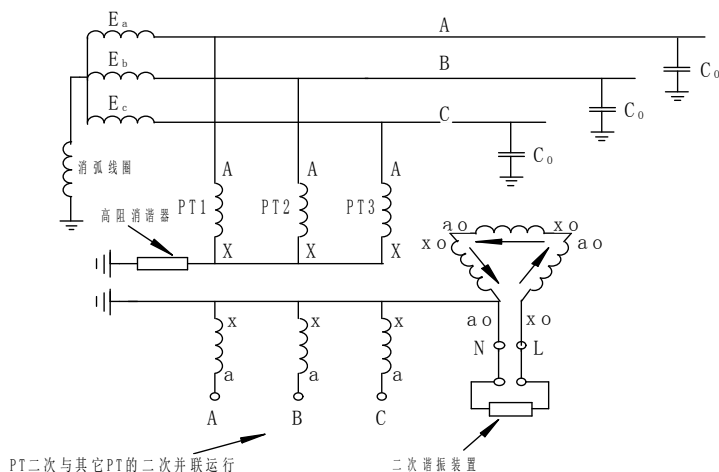 Ea
A
Eb
B
Ec
C
C0
C0
C0
消弧线圈
A A A
PT1 PT2 PT3
高阻消谐器
X X X
ao xo
xo ao
x x x
ao xo
N L
a a a
A B C
PT二次与其它PT的二次并联运行
二次谐振装置